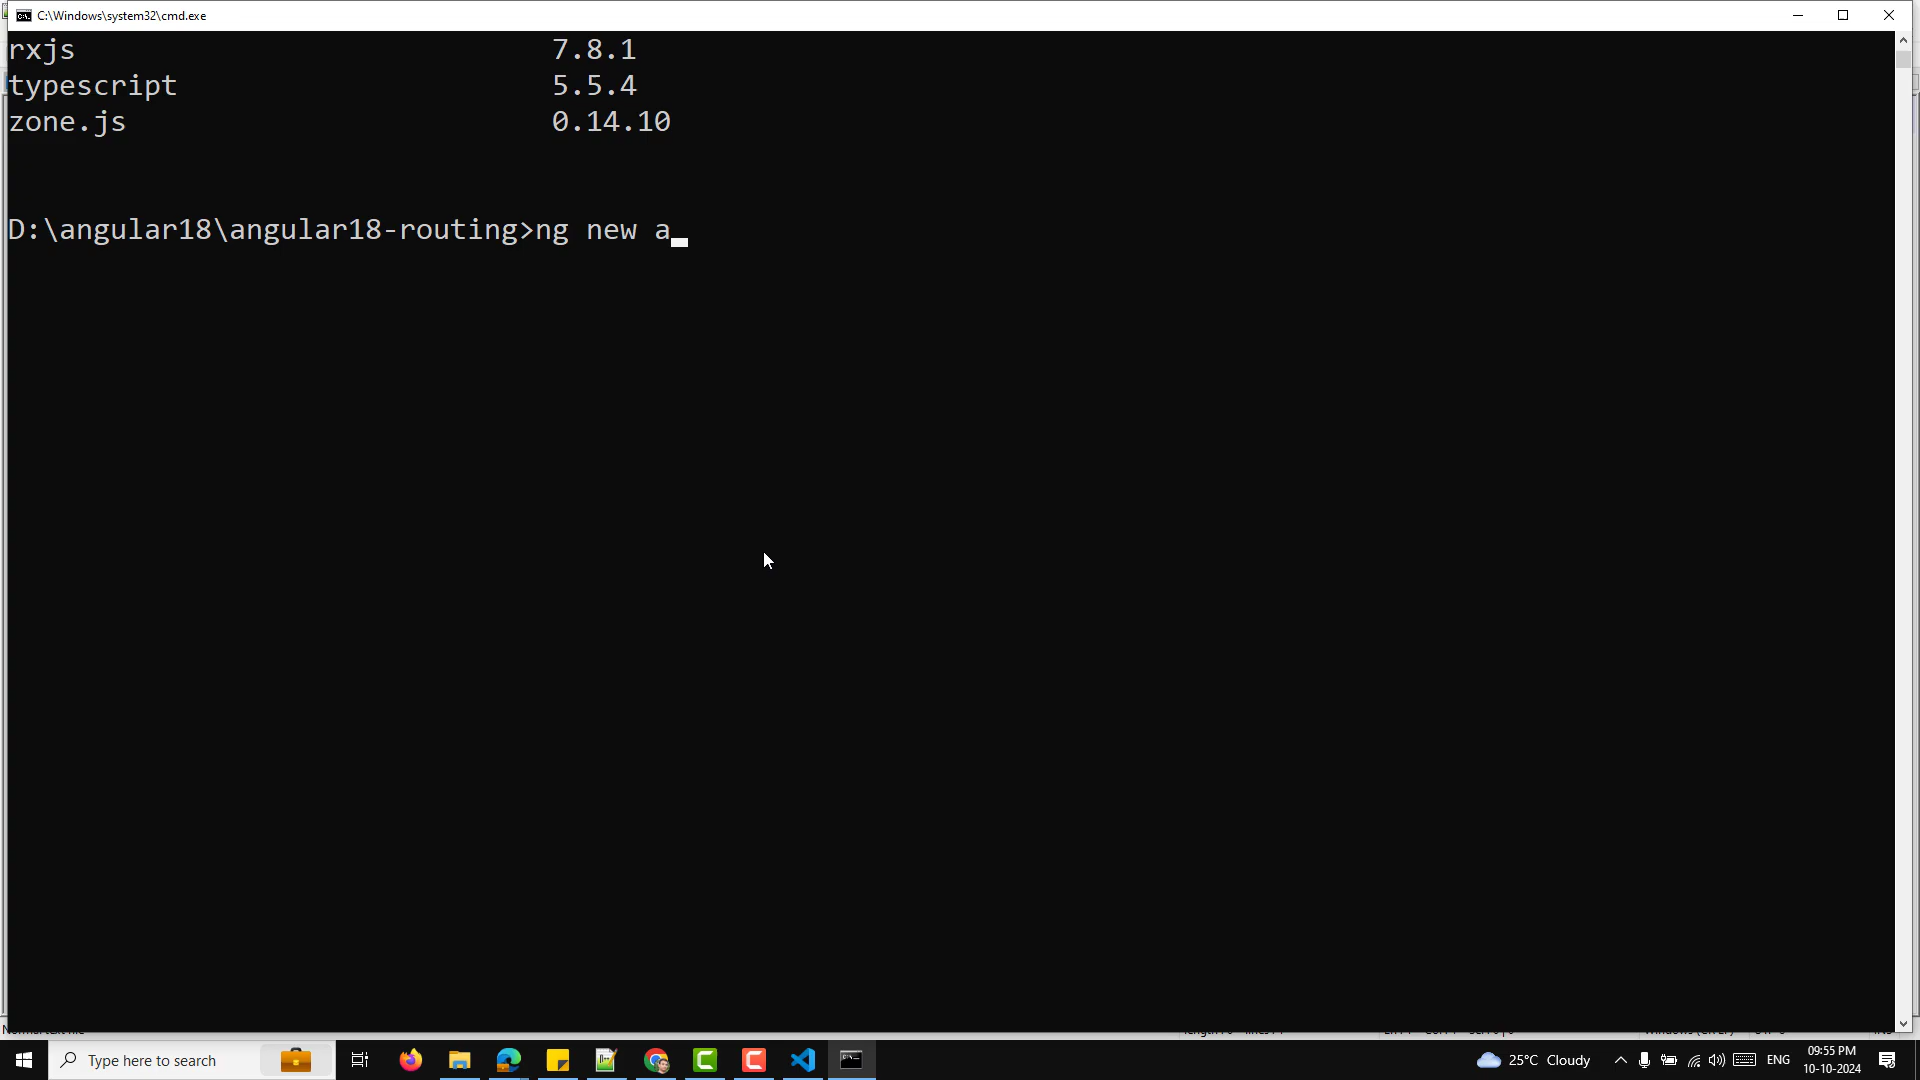 C:\Windows\system32\cmd.exe
rxjs 7.8.1
typescript 5.5.4
zone.js 0.14.10
D:\angular18\angular18-routing>ng new a
Type here to search
25°C Cloudy
ENG
09:55 PM
10-10-2024